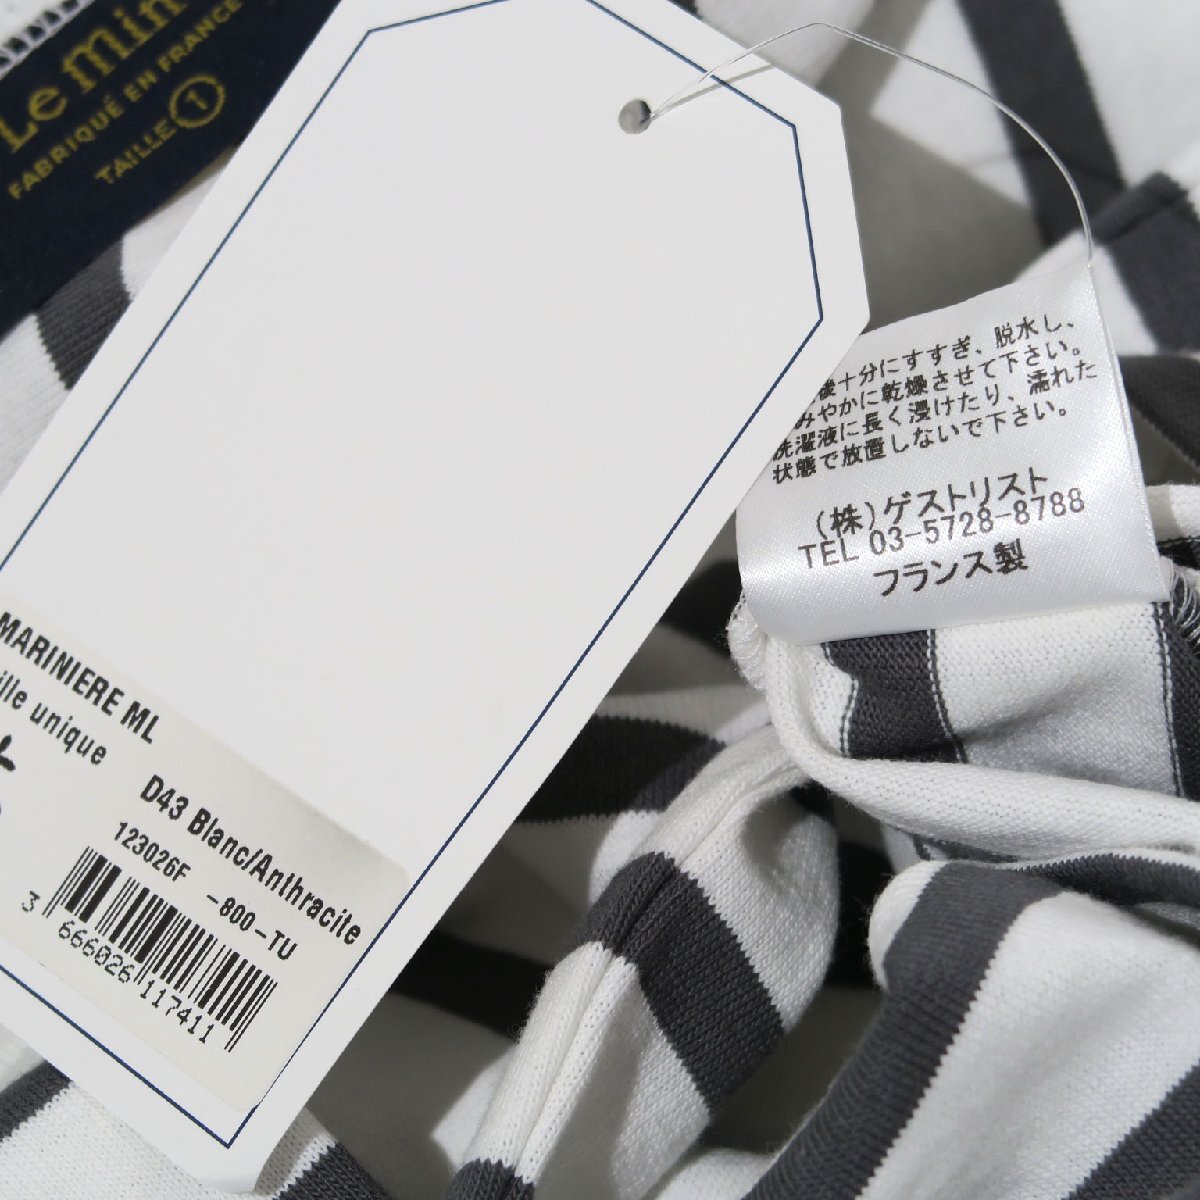 Le Min
FABRIQUÉ EN FRANCE
TAILLE 1
後十分にすすぎ、脱水し、
みやかに乾燥させて下さい。
洗濯液に長く浸けたり、濡れた
状態で放置しないで下さい。
(株)ゲストリスト
TEL 03-5728-8788
フランス製
MARINIERE ML
ille unique
D43 Blanc/Anthracite
123026F -800-TU
3 666026 117411